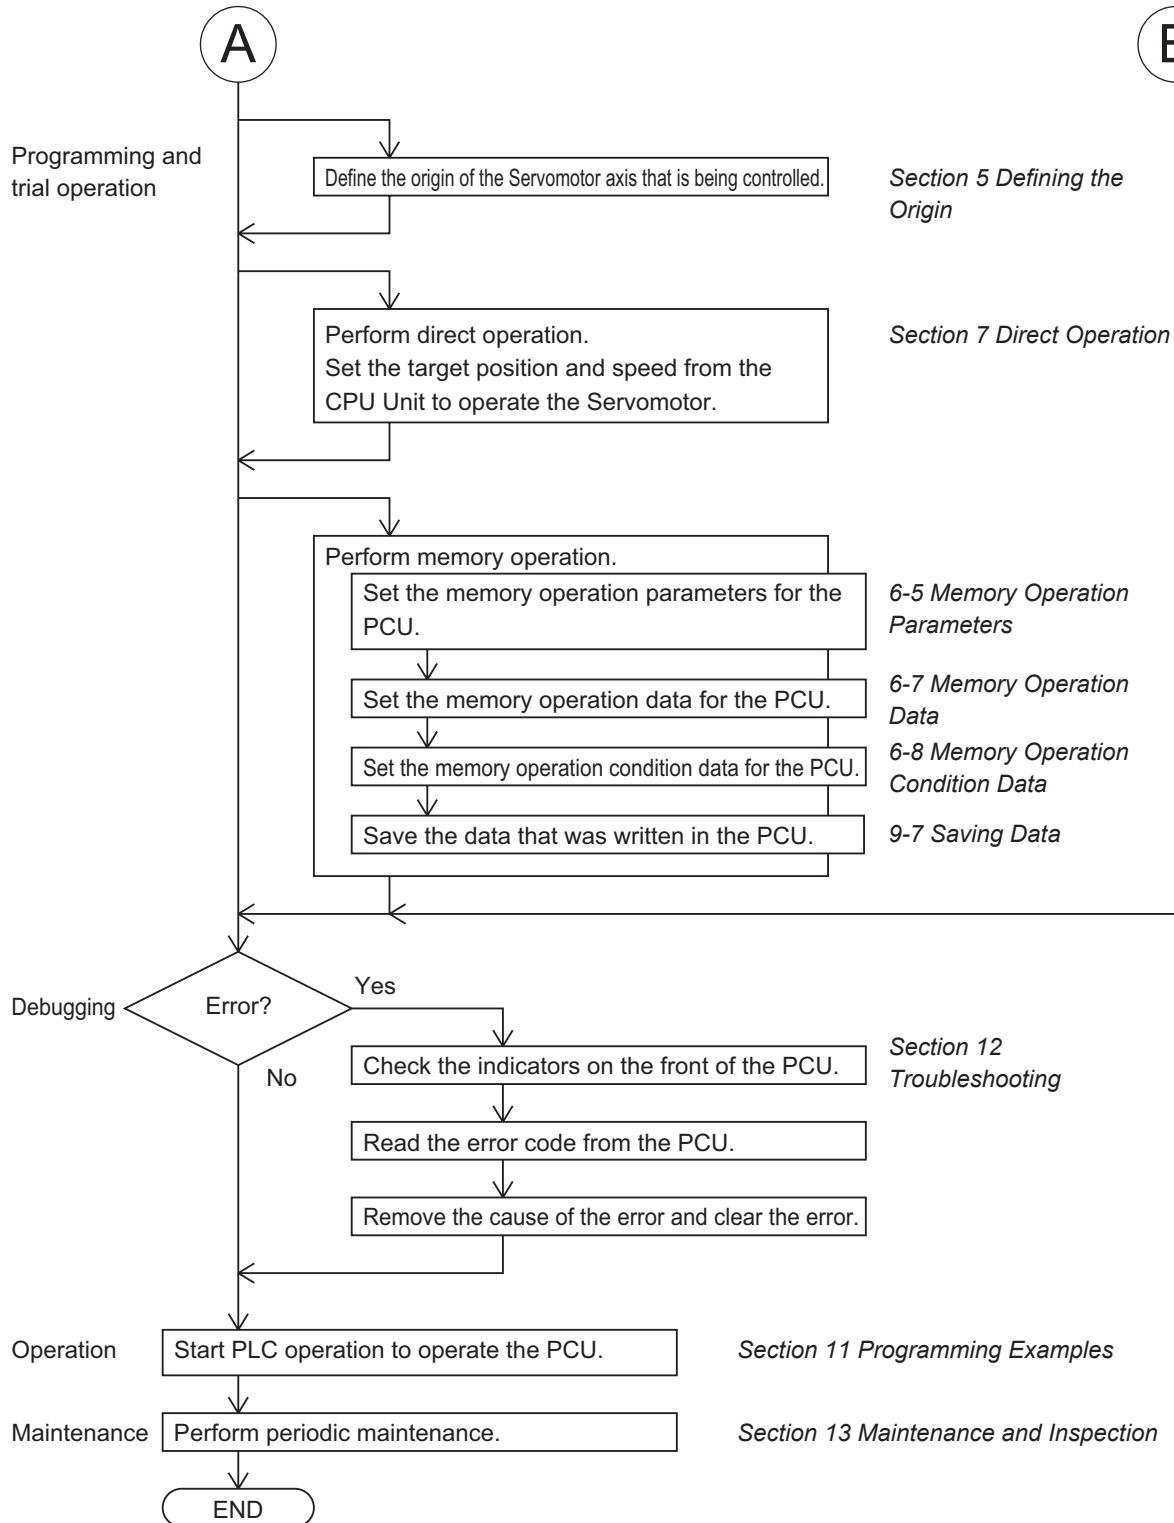 A
B
Programming and
trial operation
Define the origin of the Servomotor axis that is being controlled.
Section 5 Defining the
Origin
Perform direct operation.
Set the target position and speed from the
CPU Unit to operate the Servomotor.
Section 7 Direct Operation
Perform memory operation.
Set the memory operation parameters for the
PCU.
6-5 Memory Operation
Parameters
Set the memory operation data for the PCU.
6-7 Memory Operation
Data
Set the memory operation condition data for the PCU.
6-8 Memory Operation
Condition Data
Save the data that was written in the PCU.
9-7 Saving Data
Debugging
Error?
Yes
No
Check the indicators on the front of the PCU.
Section 12
Troubleshooting
Read the error code from the PCU.
Remove the cause of the error and clear the error.
Operation
Start PLC operation to operate the PCU.
Section 11 Programming Examples
Maintenance
Perform periodic maintenance.
Section 13 Maintenance and Inspection
END